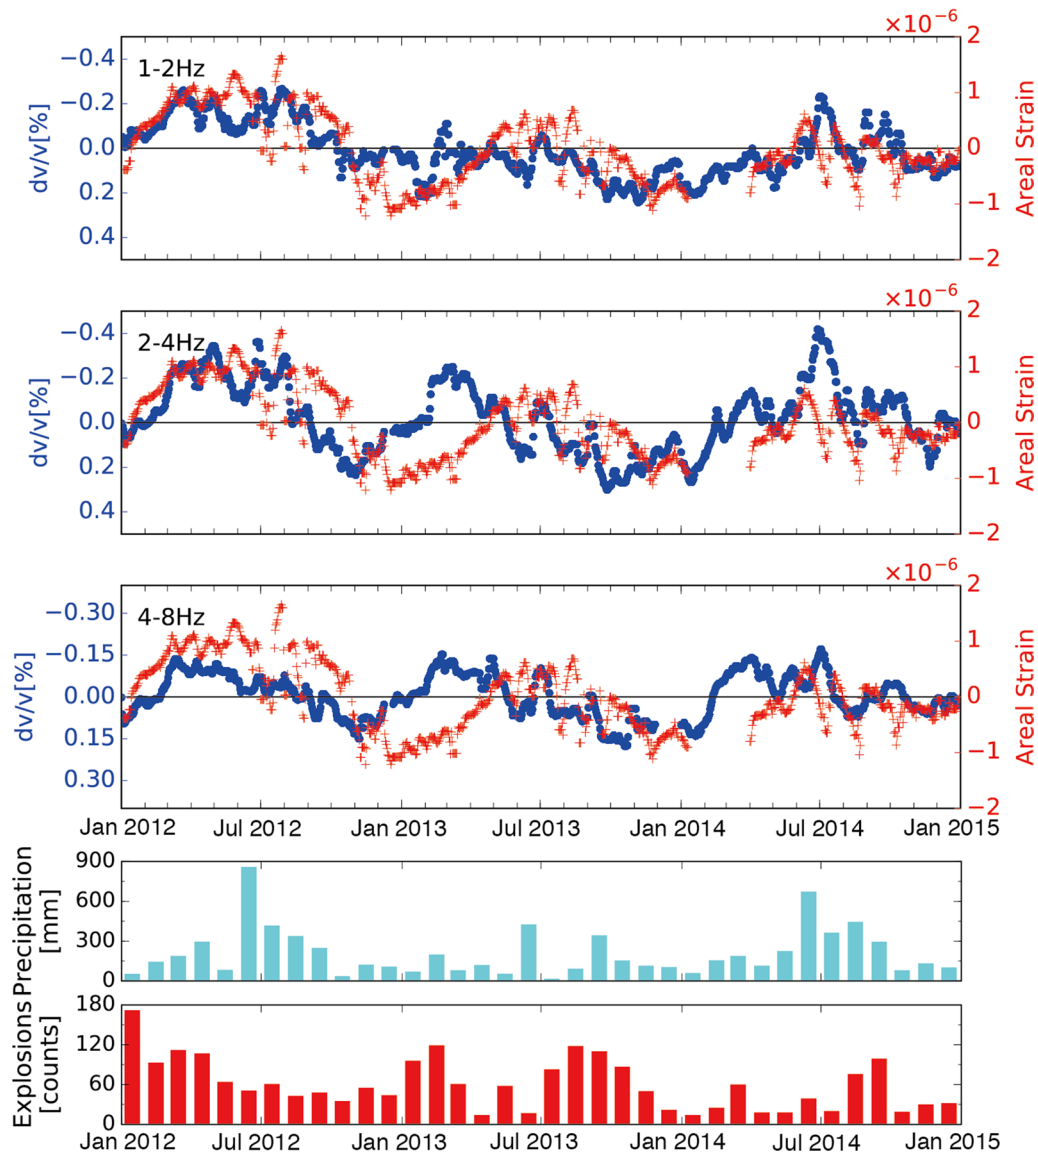 ×10⁻⁶
1-2Hz
−0.4
−0.2
0.0
0.2
0.4
dv/v[%]
2
1
0
−1
−2
Areal Strain
×10⁻⁶
2-4Hz
−0.4
−0.2
0.0
0.2
0.4
dv/v[%]
2
1
0
−1
−2
Areal Strain
×10⁻⁶
4-8Hz
−0.30
−0.15
0.00
0.15
0.30
dv/v[%]
2
1
0
−1
−2
Areal Strain
Jan 2012 Jul 2012 Jan 2013 Jul 2013 Jan 2014 Jul 2014 Jan 2015
Precipitation
[mm]
900
600
300
0
Explosions
[counts]
180
120
60
0
Jan 2012 Jul 2012 Jan 2013 Jul 2013 Jan 2014 Jul 2014 Jan 2015